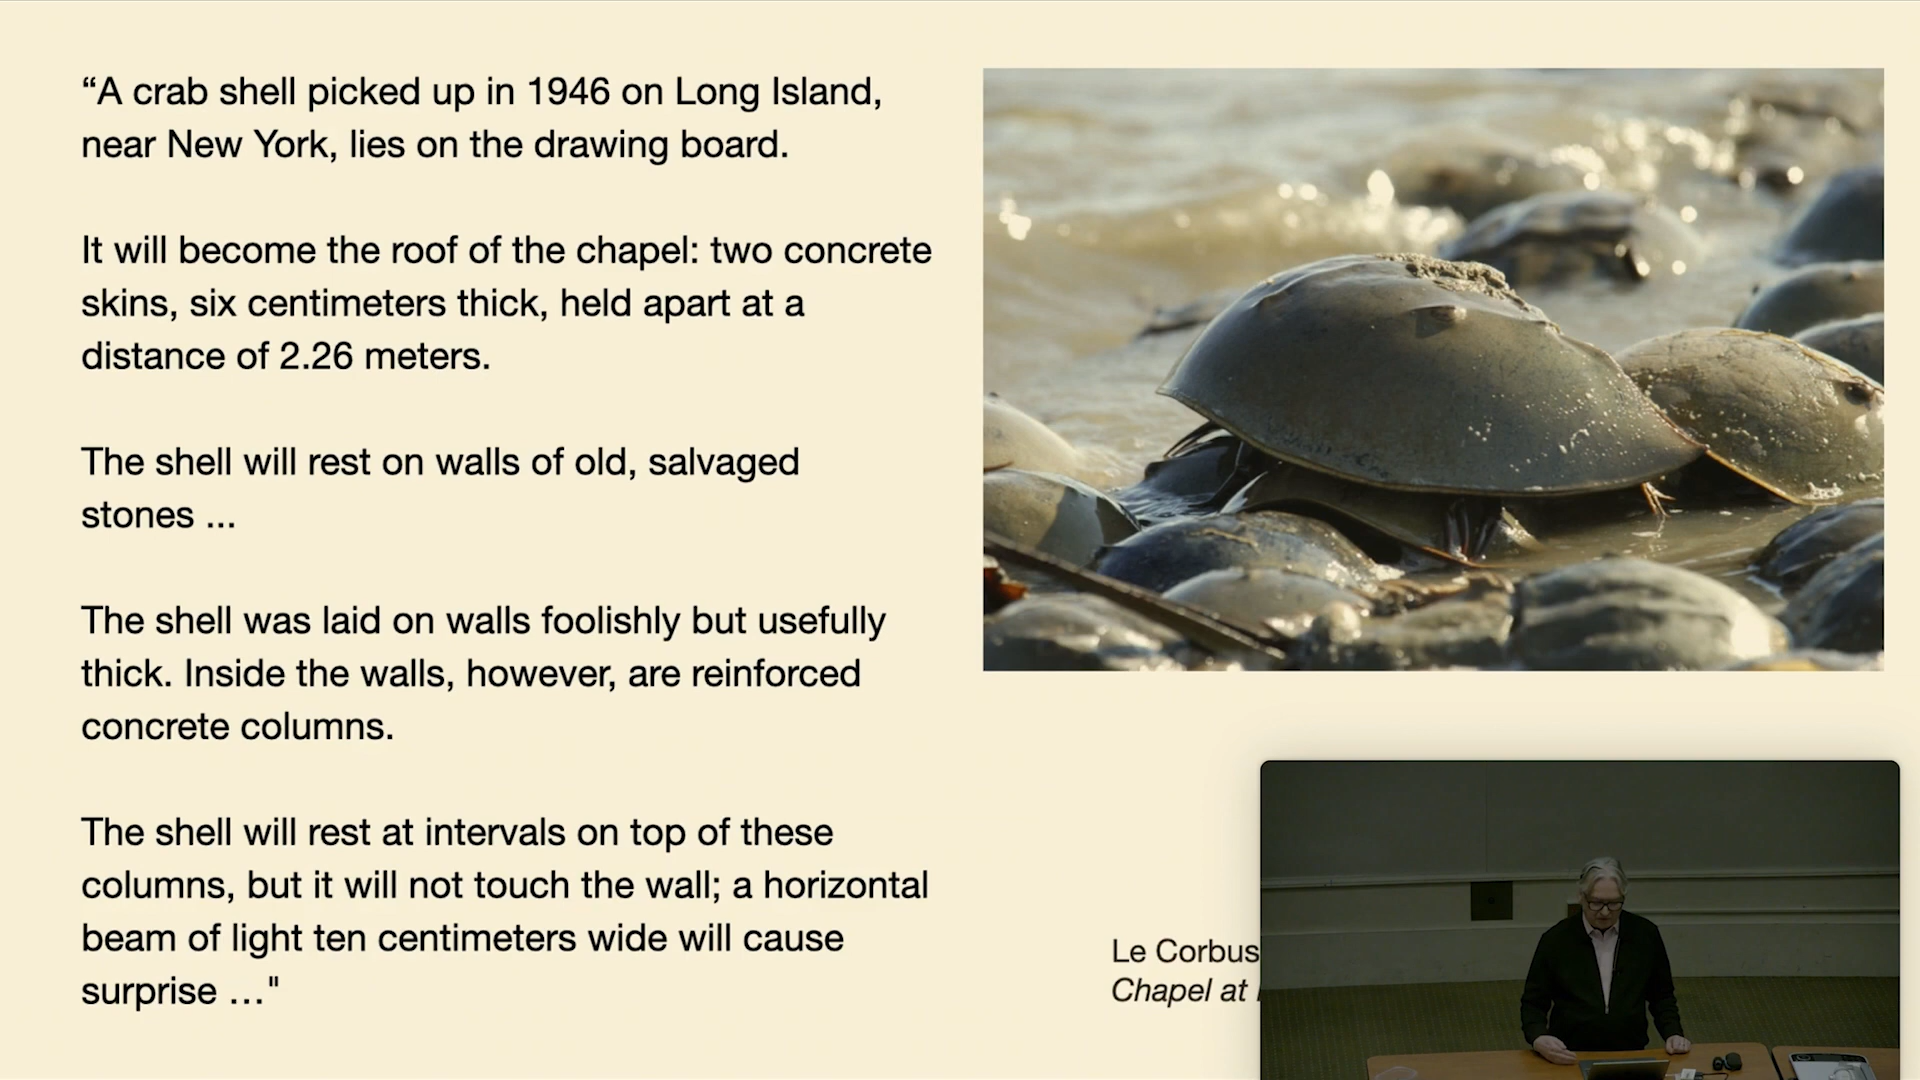 “A crab shell picked up in 1946 on Long Island,
near New York, lies on the drawing board.
It will become the roof of the chapel: two concrete
skins, six centimeters thick, held apart at a
distance of 2.26 meters.
The shell will rest on walls of old, salvaged
stones ...
The shell was laid on walls foolishly but usefully
thick. Inside the walls, however, are reinforced
concrete columns.
The shell will rest at intervals on top of these
columns, but it will not touch the wall; a horizontal
beam of light ten centimeters wide will cause
surprise …"
Le Corbus
Chapel at